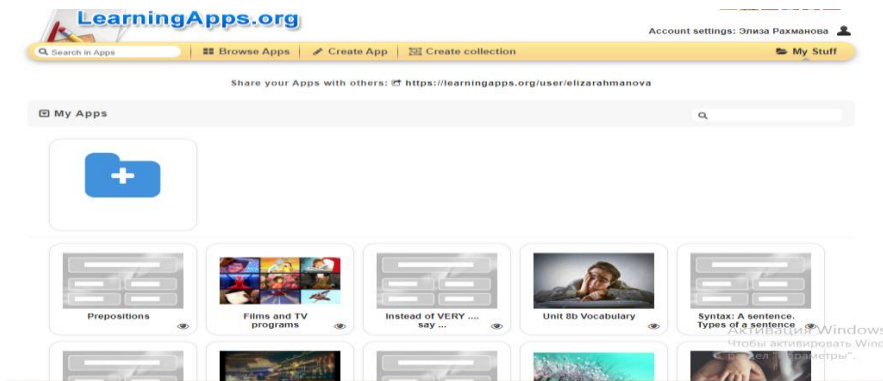 LearningApps.org
Account settings: Элиза Рахманова
Search in Apps
Browse Apps
Create App
Create collection
My Stuff
Share your Apps with others: https://learningapps.org/user/elizarahmanova
My Apps
Prepositions
Films and TV
programs
Instead of VERY ....
say ...
Unit 8b Vocabulary
Syntax: A sentence.
Types of a sentence
Активация Windows
Чтобы активировать Wind
раздел "Параметры".